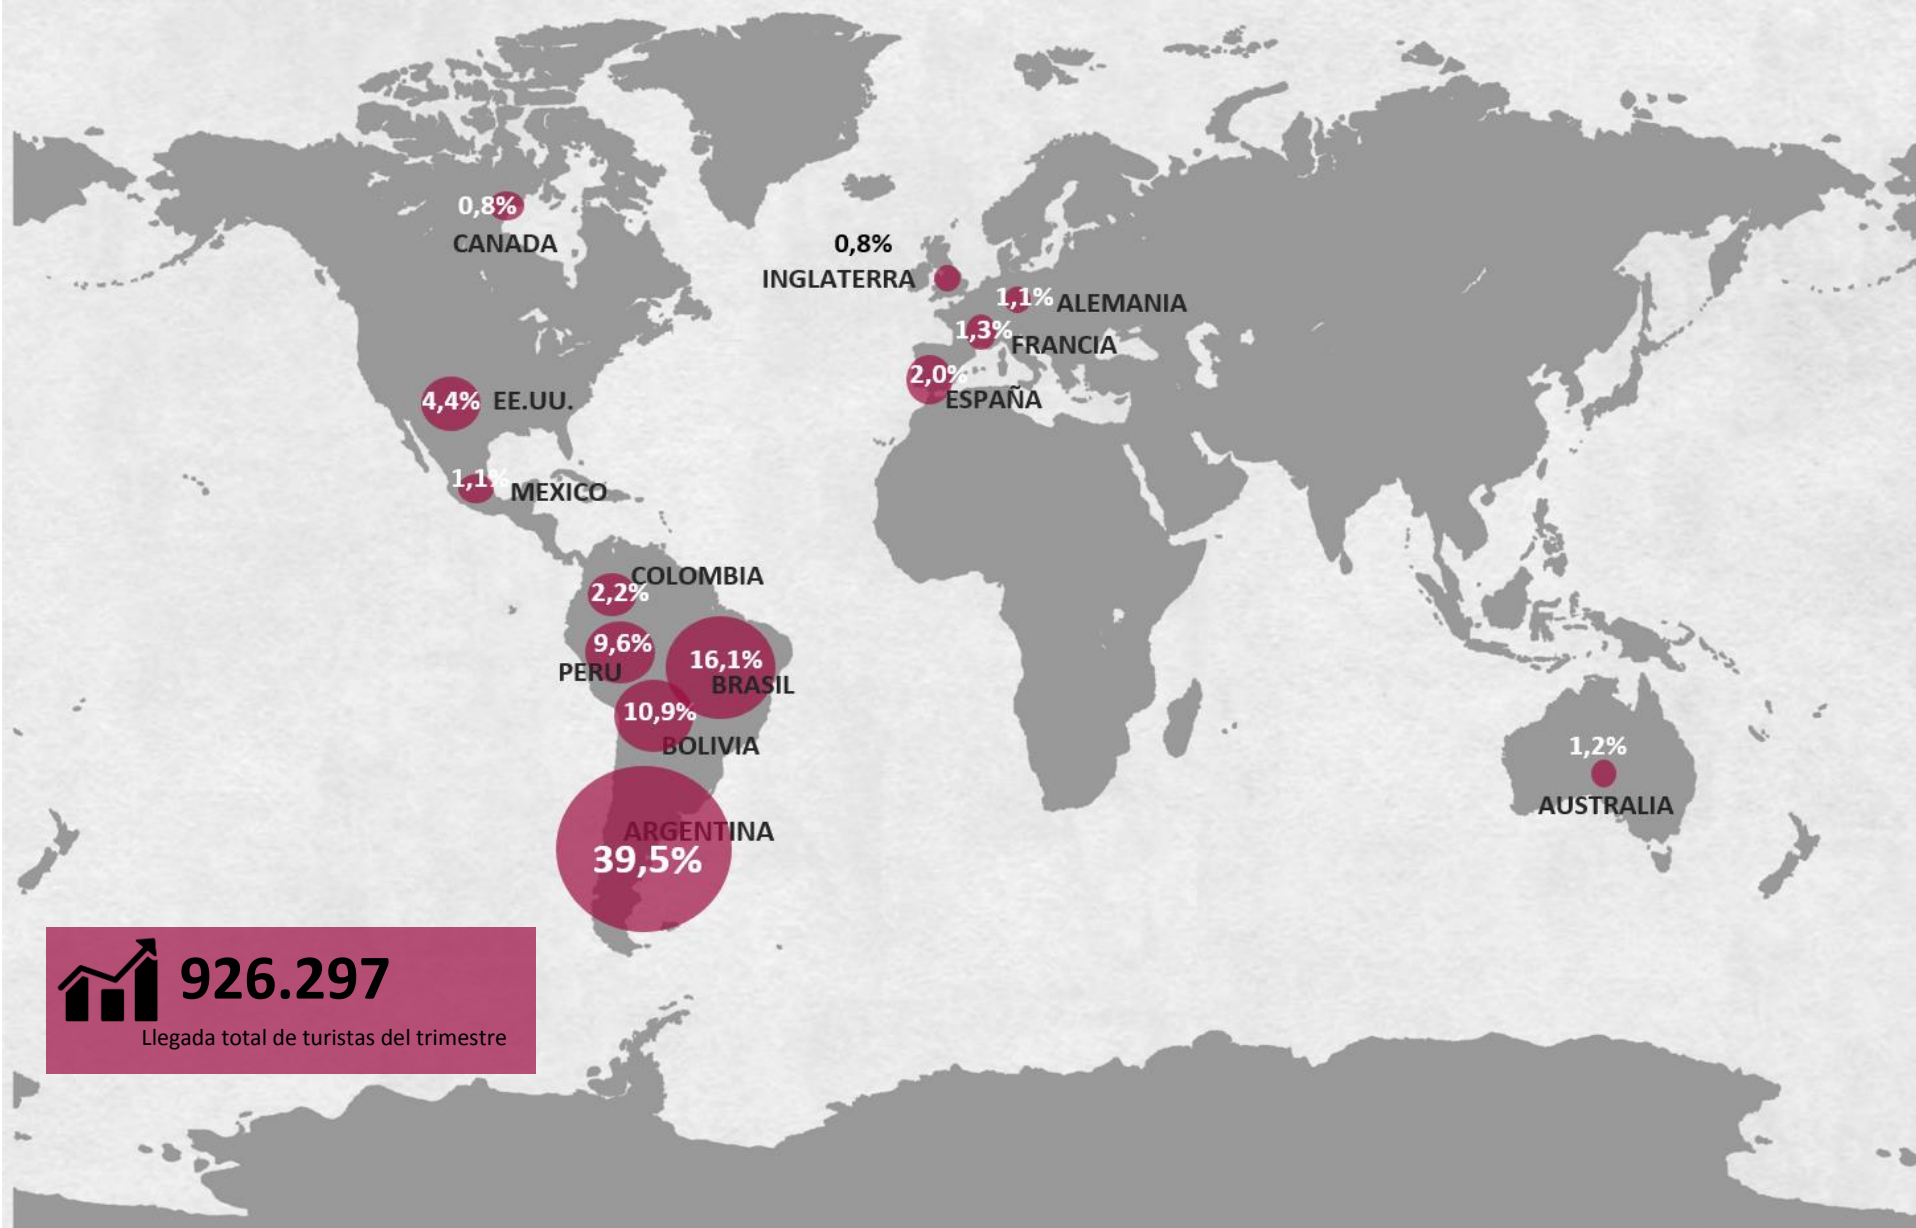 0,8%
CANADA
0,8%
INGLATERRA
1,1%
ALEMANIA
1,3%
FRANCIA
2,0%
ESPAÑA
4,4%
EE.UU.
1,1%
MEXICO
COLOMBIA
2,2%
9,6%
PERU
16,1%
BRASIL
10,9%
BOLIVIA
1,2%
AUSTRALIA
ARGENTINA
39,5%
926.297
Llegada total de turistas del trimestre